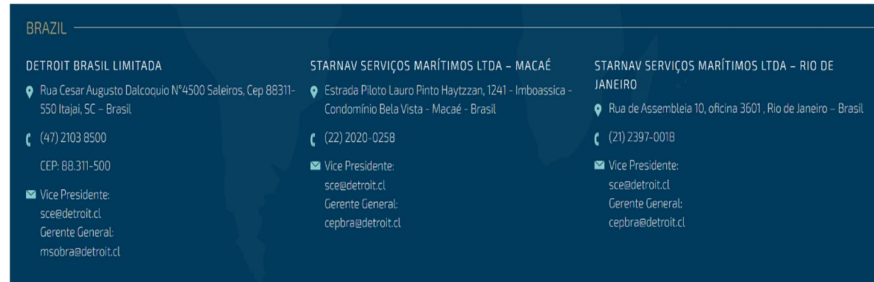 BRAZIL
DETROIT BRASIL LIMITADA
Rua Cesar Augusto Dalcoquio N°4500 Saleiros, Cep 88311-
550 Itajai, SC – Brasil
(47) 2103 8500
CEP: 88.311-500
Vice Presidente:
sce@detroit.cl
Gerente General:
msobra@detroit.cl
STARNAV SERVIÇOS MARÍTIMOS LTDA – MACAÉ
Estrada Piloto Lauro Pinto Haytzzan, 1241 - Imboassica -
Condomínio Bela Vista - Macaé - Brasil
(22) 2020-0258
Vice Presidente:
sce@detroit.cl
Gerente General:
cepbra@detroit.cl
STARNAV SERVIÇOS MARÍTIMOS LTDA – RIO DE
JANEIRO
Rua de Assembleia 10, oficina 3601 , Rio de Janeiro – Brasil
(21) 2397-0018
Vice Presidente:
sce@detroit.cl
Gerente General:
cepbra@detroit.cl